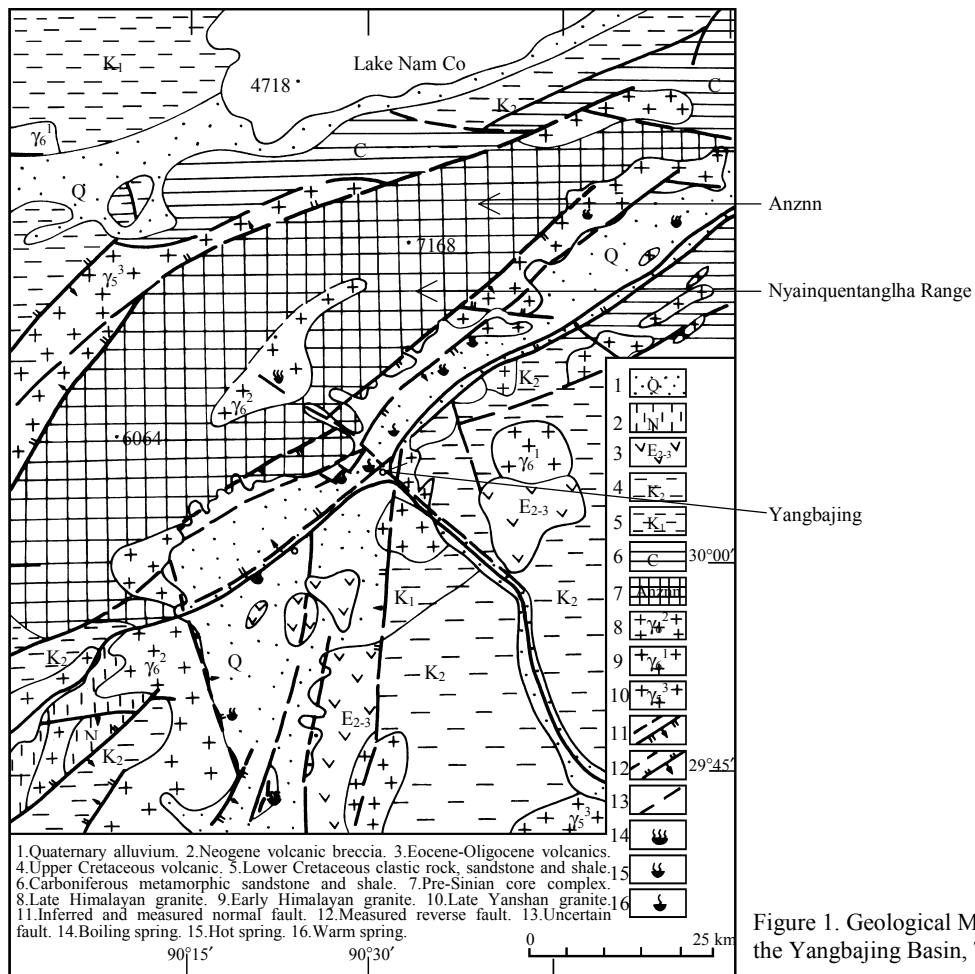 K₁
Lake Nam Co
4718
C
K₂
γ₆¹
C
Q
Anznn
7168
Q
γ₅³
Nyainquentanglha Range
K₂
1 Q
γ₆²
2 N
6064
γ₆¹
3 E₂₋₃
4 K₂
E₂₋₃
Yangbajing
5 K₁
6 C 30°00′
7 Anznn
K₁
K₂
8 γ₆²
K₂
Q
9 γ₆¹
γ₆²
K₂
10 γ₅³
E₂₋₃
11
N
K₂
12 29°45′
13
γ₅³
14
15
16
1.Quaternary alluvium. 2.Neogene volcanic breccia. 3.Eocene-Oligocene volcanics.
4.Upper Cretaceous volcanic. 5.Lower Cretaceous clastic rock, sandstone and shale.
6.Carboniferous metamorphic sandstone and shale. 7.Pre-Sinian core complex.
8.Late Himalayan granite. 9.Early Himalayan granite. 10.Late Yanshan granite.
11.Inferred and measured normal fault. 12.Measured reverse fault. 13.Uncertain
fault. 14.Boiling spring. 15.Hot spring. 16.Warm spring.
90°15′ 90°30′ 0 25 km
Figure 1. Geological M
the Yangbajing Basin,